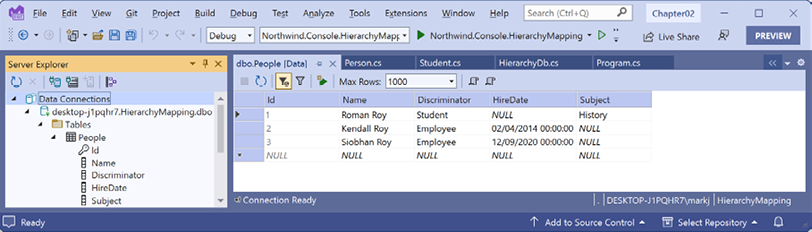 File Edit View Git Project Build Debug Test Analyze Tools Extensions Window Help Search (Ctrl+Q) Chapter02
Debug Northwind.Console.HierarchyMapp Northwind.Console.HierarchyMapping Live Share PREVIEW
Server Explorer
dbo.People [Data] Person.cs Student.cs HierarchyDb.cs Program.cs
Max Rows: 1000
Data Connections
desktop-j1pqhr7.HierarchyMapping.dbo
Tables
People
Id
Name
Discriminator
HireDate
Subject
Id Name Discriminator HireDate Subject
1 Roman Roy Student NULL History
2 Kendall Roy Employee 02/04/2014 00:00:00 NULL
3 Siobhan Roy Employee 12/09/2020 00:00:00 NULL
NULL NULL NULL NULL NULL
Connection Ready . DESKTOP-J1PQHR7\markj HierarchyMapping
Ready Add to Source Control Select Repository